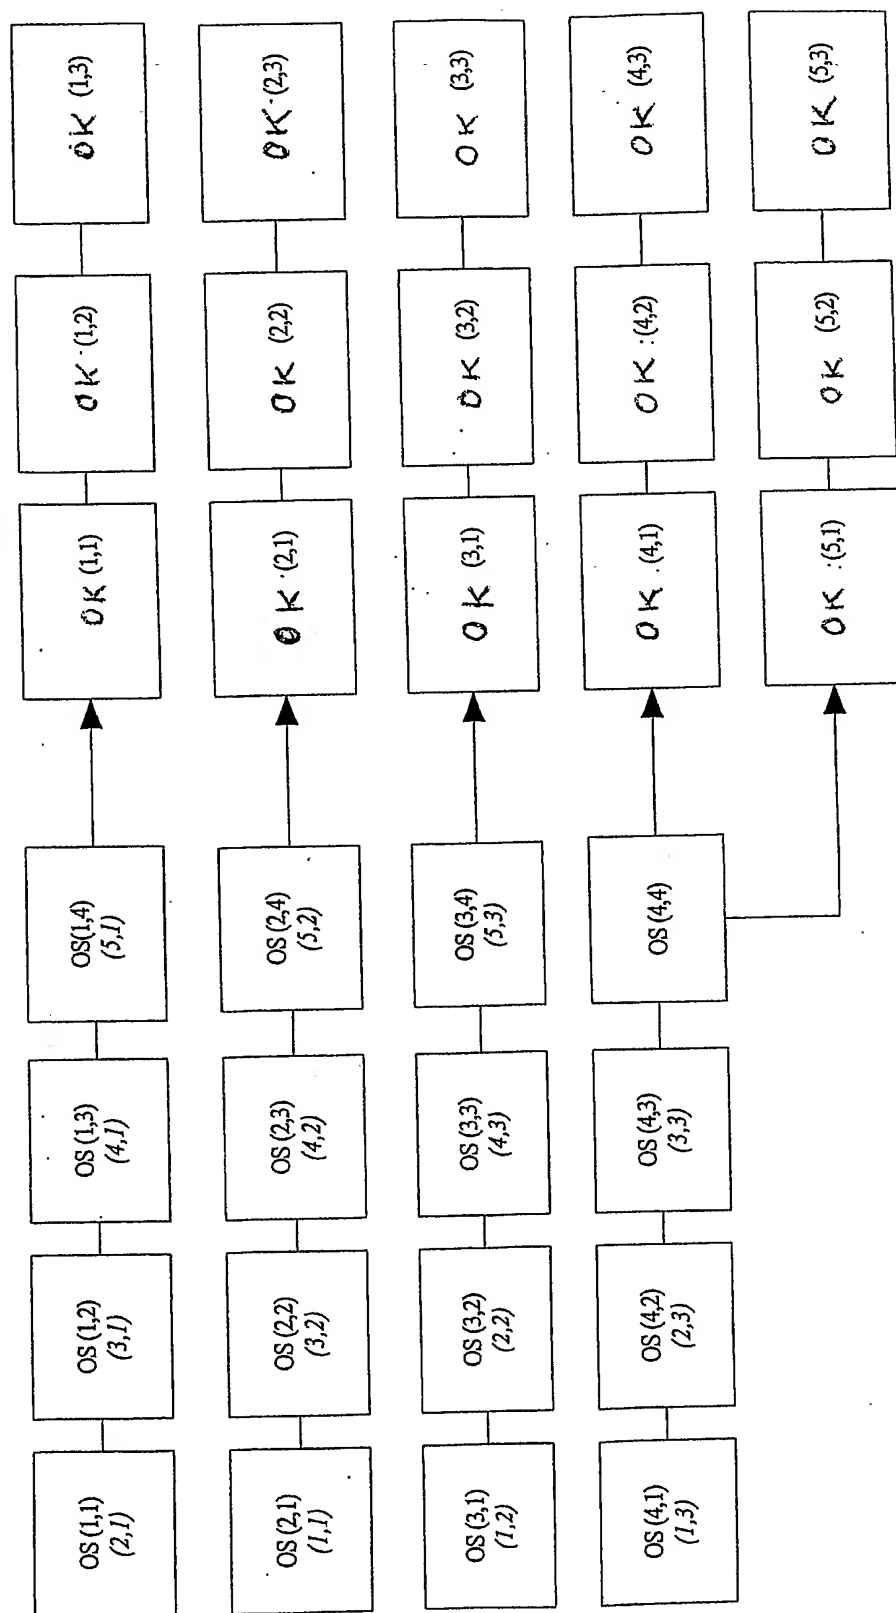 OS (1,1)
(2,1)
OS (1,2)
(3,1)
OS (1,3)
(4,1)
OS(1,4)
(5,1)
OK (1,1)
OK (1,2)
OK (1,3)
OS (2,1)
(1,1)
OS (2,2)
(3,2)
OS (2,3)
(4,2)
OS (2,4)
(5,2)
OK (2,1)
OK (2,2)
OK (2,3)
OS (3,1)
(1,2)
OS (3,2)
(2,2)
OS (3,3)
(4,3)
OS (3,4)
(5,3)
OK (3,1)
OK (3,2)
OK (3,3)
OS (4,1)
(1,3)
OS (4,2)
(2,3)
OS (4,3)
(3,3)
OS (4,4)
OK (4,1)
OK (4,2)
OK (4,3)
OK (5,1)
OK (5,2)
OK (5,3)